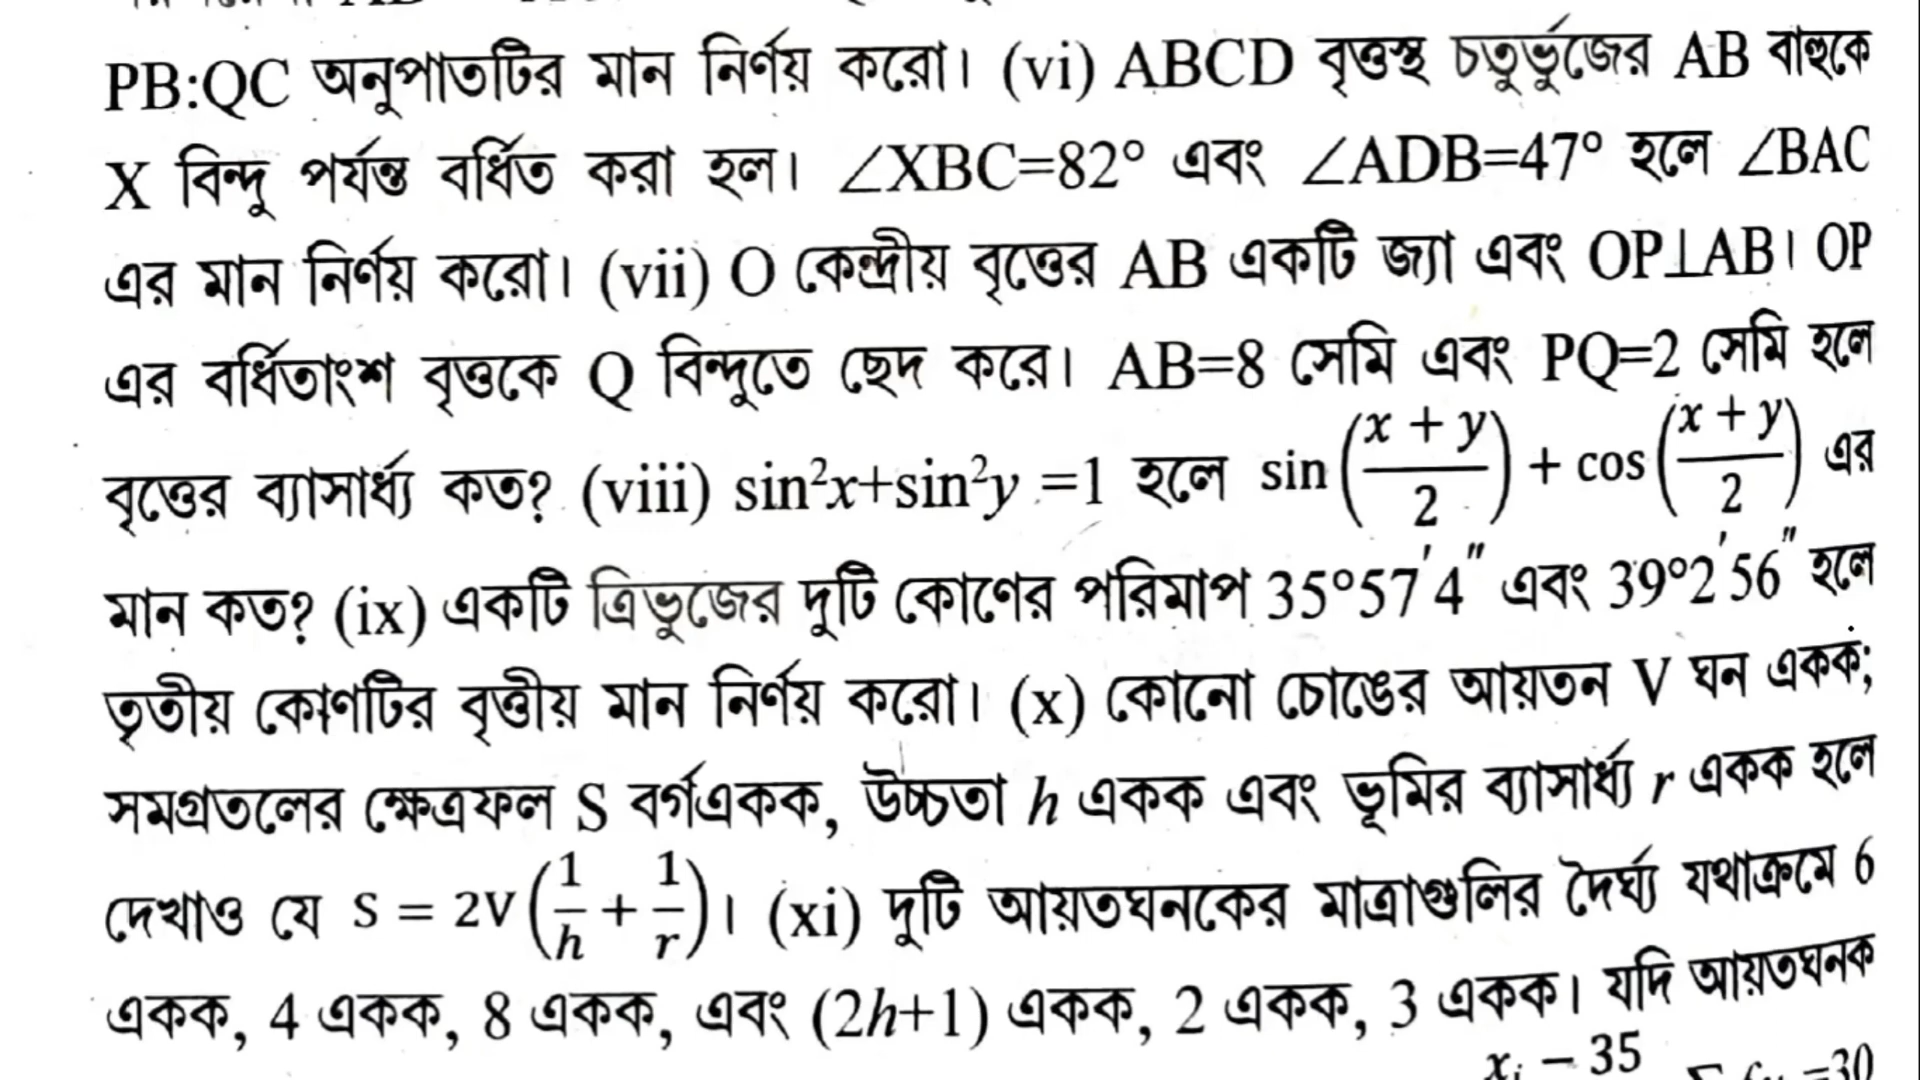 PB:QC অনুপাতটির মান নির্ণয় করো। (vi) ABCD বৃত্তস্থ চতুর্ভুজের AB বাহুকে
X বিন্দু পর্যন্ত বর্ধিত করা হল। ∠XBC=82° এবং ∠ADB=47° হলে ∠BAC
এর মান নির্ণয় করো। (vii) O কেন্দ্রীয় বৃত্তের AB একটি জ্যা এবং OP⊥AB। OP
এর বর্ধিতাংশ বৃত্তকে Q বিন্দুতে ছেদ করে। AB=8 সেমি এবং PQ=2 সেমি হলে
বৃত্তের ব্যাসার্ধ্য কত? (viii) sin²x+sin²y =1 হলে sin((x + y)/2) + cos((x + y)/2) এর
মান কত? (ix) একটি ত্রিভুজের দুটি কোণের পরিমাপ 35°57′4″ এবং 39°2′56″ হলে
তৃতীয় কোণটির বৃত্তীয় মান নির্ণয় করো। (x) কোনো চোঙের আয়তন V ঘন একক;
সমগ্রতলের ক্ষেত্রফল S বর্গএকক, উচ্চতা h একক এবং ভূমির ব্যাসার্ধ্য r একক হলে
দেখাও যে S = 2V(1/h + 1/r)। (xi) দুটি আয়তঘনকের মাত্রাগুলির দৈর্ঘ্য যথাক্রমে 6
একক, 4 একক, 8 একক, এবং (2h+1) একক, 2 একক, 3 একক। যদি আয়তঘনক
xᵢ − 35 =30